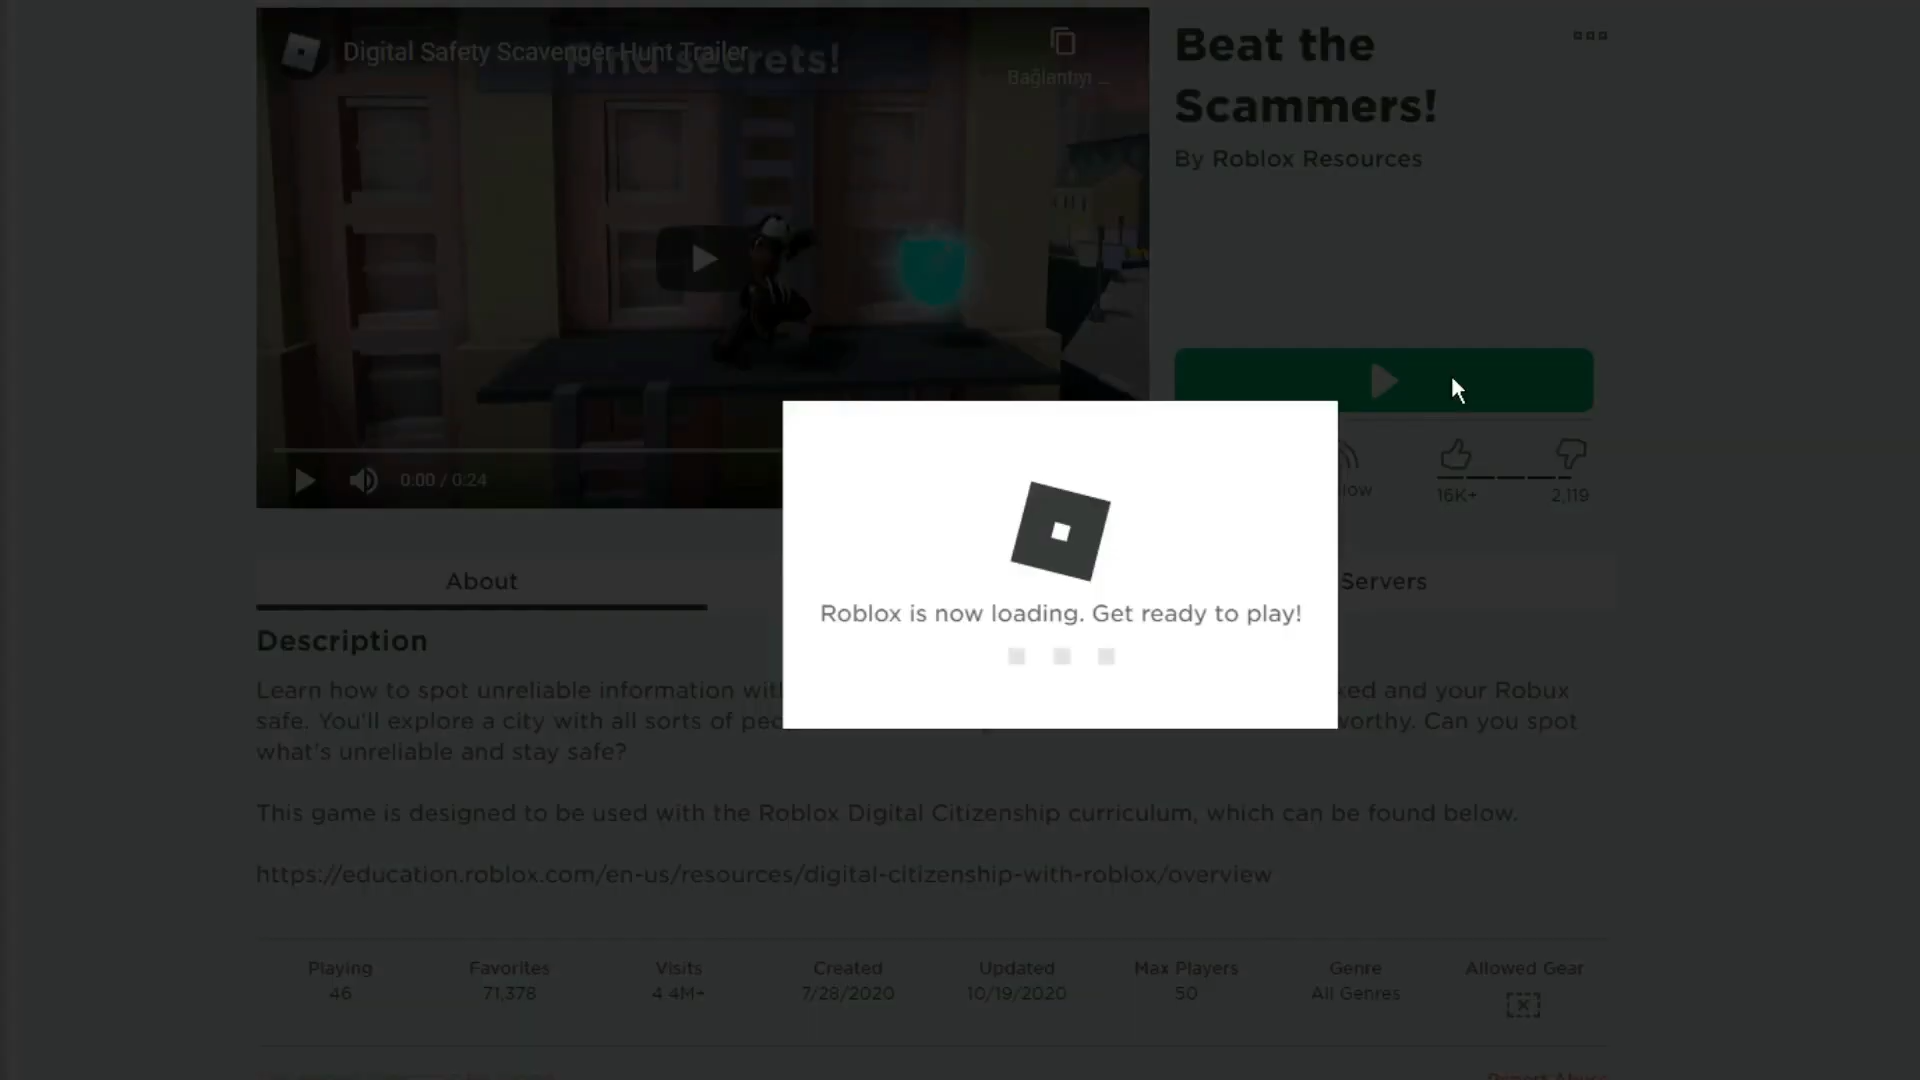 Digital Safety Scavenger Hunt Trailer
Find secrets!
Bağlantıyı ...
Beat the
Scammers!
By Roblox Resources
0:00 / 0:24
16K+
2,119
Roblox is now loading. Get ready to play!
About
Servers
Description
Learn how to spot unreliable information and your Robux
safe. You'll explore a city with all sorts of Can you spot
what's unreliable and stay safe?
This game is designed to be used with the Roblox Digital Citizenship curriculum, which can be found below.
https://education.roblox.com/en-us/resources/digital-citizenship-with-roblox/overview
Playing
Favorites
Visits
Created
Updated
Max Players
Genre
Allowed Gear
46
71,378
4.4M+
7/28/2020
10/19/2020
50
All Genres